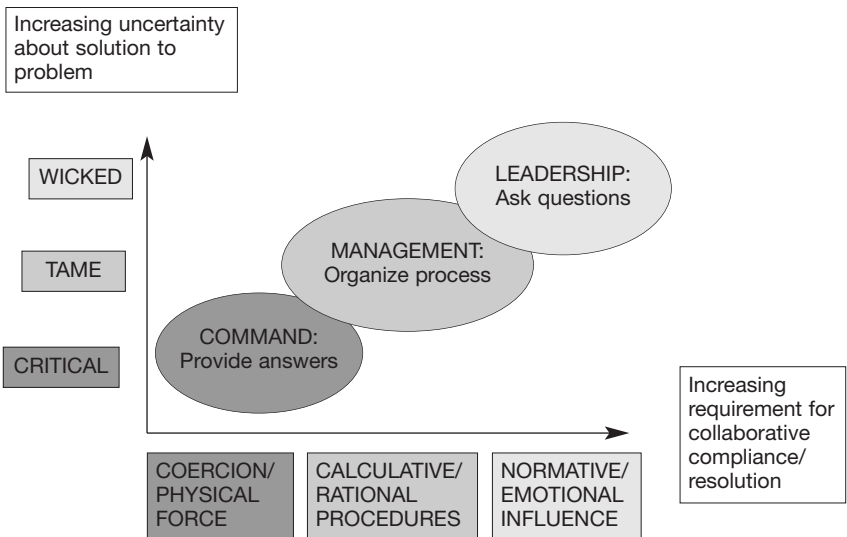 Increasing uncertainty
about solution to
problem
WICKED
LEADERSHIP:
Ask questions
TAME
MANAGEMENT:
Organize process
COMMAND:
Provide answers
CRITICAL
Increasing
requirement for
collaborative
compliance/
resolution
COERCION/
PHYSICAL
FORCE
CALCULATIVE/
RATIONAL
PROCEDURES
NORMATIVE/
EMOTIONAL
INFLUENCE